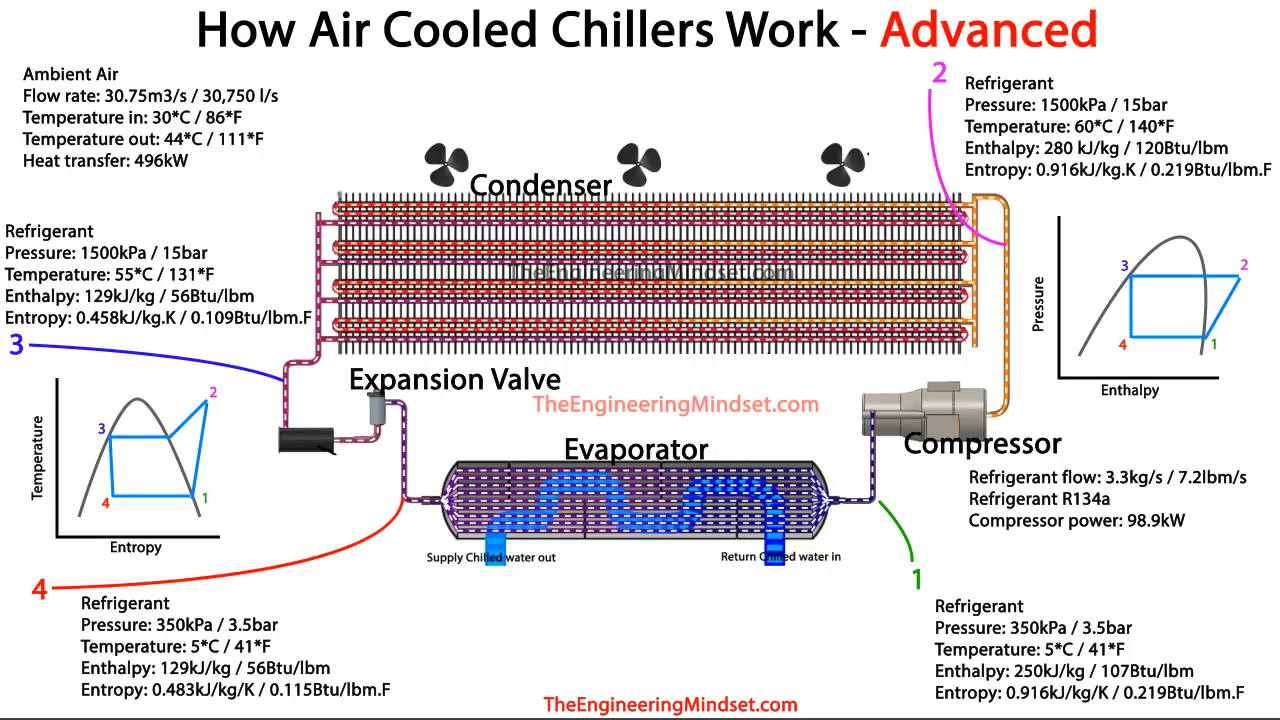 How Air Cooled Chillers Work - Advanced
Ambient Air
Flow rate: 30.75m3/s / 30,750 l/s
Temperature in: 30*C / 86*F
Temperature out: 44*C / 111*F
Heat transfer: 496kW
2
Refrigerant
Pressure: 1500kPa / 15bar
Temperature: 60*C / 140*F
Enthalpy: 280 kJ/kg / 120Btu/lbm
Entropy: 0.916kJ/kg.K / 0.219Btu/lbm.F
Condenser
TheEngineeringMindset.com
Refrigerant
Pressure: 1500kPa / 15bar
Temperature: 55*C / 131*F
Enthalpy: 129kJ/kg / 56Btu/lbm
Entropy: 0.458kJ/kg.K / 0.109Btu/lbm.F
3
Pressure
3
2
4
1
Enthalpy
Expansion Valve
TheEngineeringMindset.com
Temperature
2
3
4
1
Entropy
Evaporator
Compressor
Refrigerant flow: 3.3kg/s / 7.2lbm/s
Refrigerant R134a
Compressor power: 98.9kW
Supply Chilled water out
Return Chilled water in
4
Refrigerant
Pressure: 350kPa / 3.5bar
Temperature: 5*C / 41*F
Enthalpy: 129kJ/kg / 56Btu/lbm
Entropy: 0.483kJ/kg/K / 0.115Btu/lbm.F
1
Refrigerant
Pressure: 350kPa / 3.5bar
Temperature: 5*C / 41*F
Enthalpy: 250kJ/kg / 107Btu/lbm
Entropy: 0.916kJ/kg/K / 0.219Btu/lbm.F
TheEngineeringMindset.com